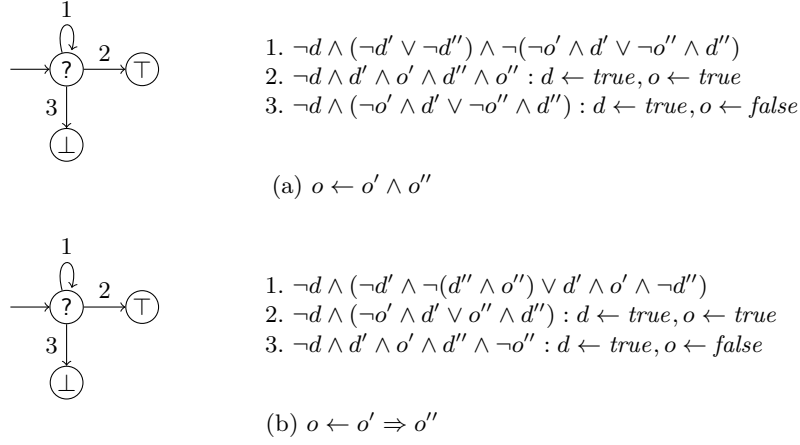 1
? 2 ⊤
3
⊥
1. ¬d ∧ (¬d′ ∨ ¬d″) ∧ ¬(¬o′ ∧ d′ ∨ ¬o″ ∧ d″)
2. ¬d ∧ d′ ∧ o′ ∧ d″ ∧ o″ : d ← true, o ← true
3. ¬d ∧ (¬o′ ∧ d′ ∨ ¬o″ ∧ d″) : d ← true, o ← false
(a) o ← o′ ∧ o″
1
? 2 ⊤
3
⊥
1. ¬d ∧ (¬d′ ∧ ¬(d″ ∧ o″) ∨ d′ ∧ o′ ∧ ¬d″)
2. ¬d ∧ (¬o′ ∧ d′ ∨ o″ ∧ d″) : d ← true, o ← true
3. ¬d ∧ d′ ∧ o′ ∧ d″ ∧ ¬o″ : d ← true, o ← false
(b) o ← o′ ⇒ o″